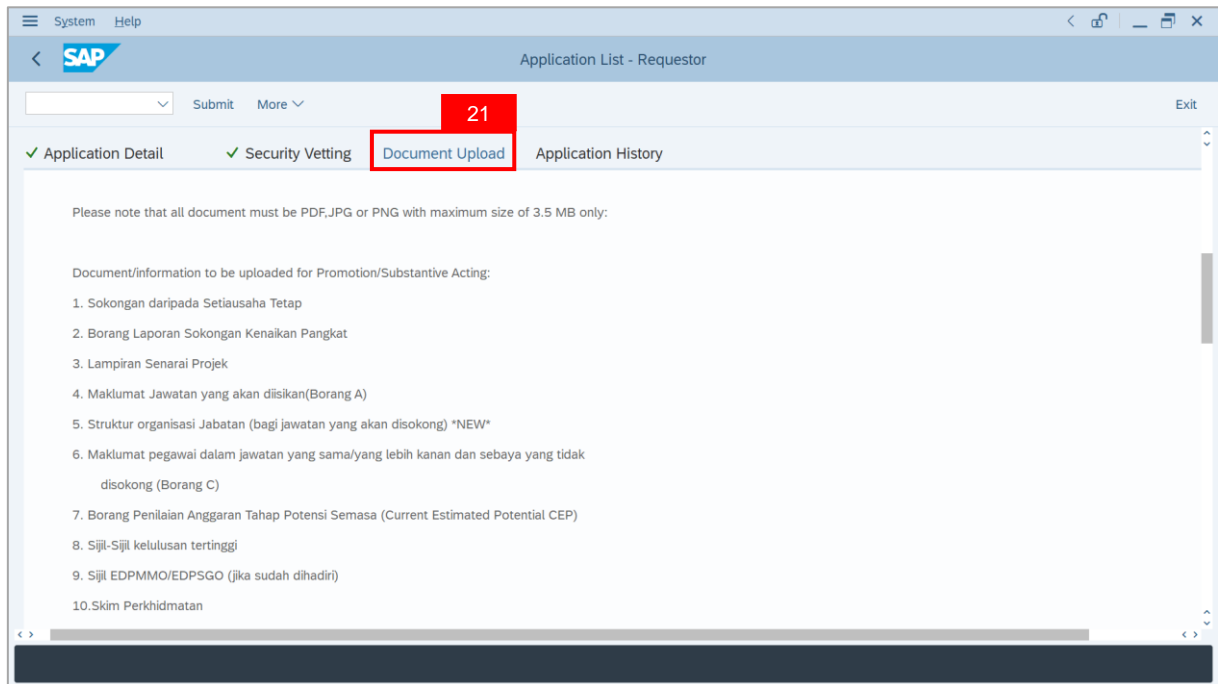 System Help
SAP
Application List - Requestor
Submit More Exit
21
Application Detail Security Vetting Document Upload Application History
Please note that all document must be PDF,JPG or PNG with maximum size of 3.5 MB only:
Document/information to be uploaded for Promotion/Substantive Acting:
1. Sokongan daripada Setiausaha Tetap
2. Borang Laporan Sokongan Kenaikan Pangkat
3. Lampiran Senarai Projek
4. Maklumat Jawatan yang akan diisikan(Borang A)
5. Struktur organisasi Jabatan (bagi jawatan yang akan disokong) *NEW*
6. Maklumat pegawai dalam jawatan yang sama/yang lebih kanan dan sebaya yang tidak
disokong (Borang C)
7. Borang Penilaian Anggaran Tahap Potensi Semasa (Current Estimated Potential CEP)
8. Sijil-Sijil kelulusan tertinggi
9. Sijil EDPMMO/EDPSGO (jika sudah dihadiri)
10.Skim Perkhidmatan